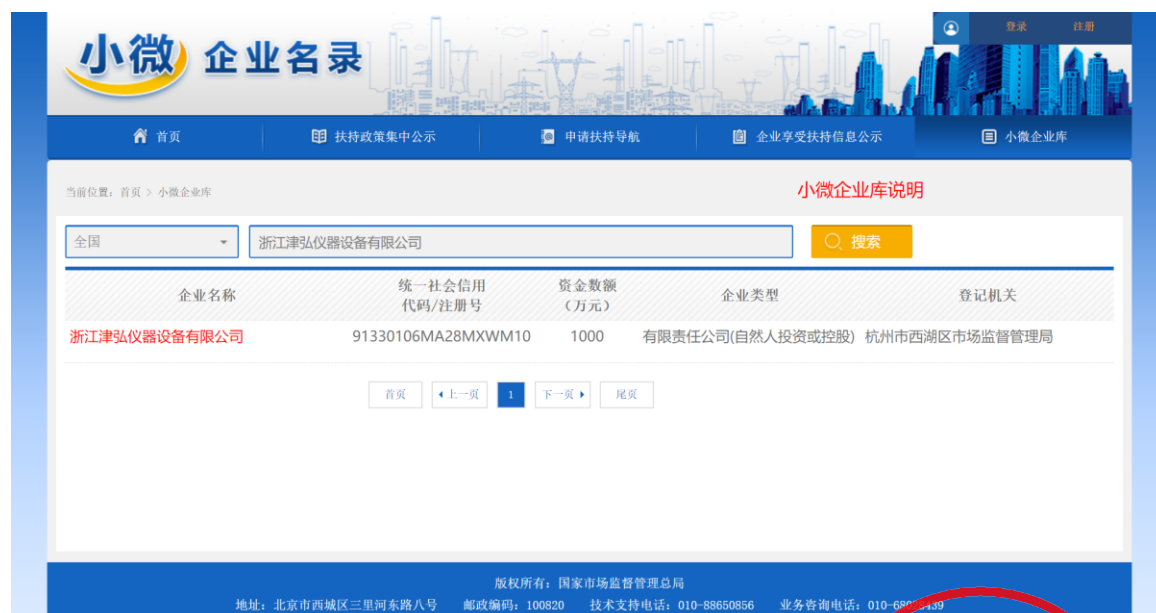 小微 企业名录
登录 注册
首页 扶持政策集中公示 申请扶持导航 企业享受扶持信息公示 小微企业库
当前位置：首页 > 小微企业库 小微企业库说明
全国 浙江津弘仪器设备有限公司 搜索
企业名称 统一社会信用代码/注册号 资金数额（万元） 企业类型 登记机关
浙江津弘仪器设备有限公司 91330106MA28MXWM10 1000 有限责任公司(自然人投资或控股) 杭州市西湖区市场监督管理局
首页 上一页 1 下一页 尾页
版权所有：国家市场监督管理总局
地址：北京市西城区三里河东路八号 邮政编码：100820 技术支持电话：010-88650856 业务咨询电话：